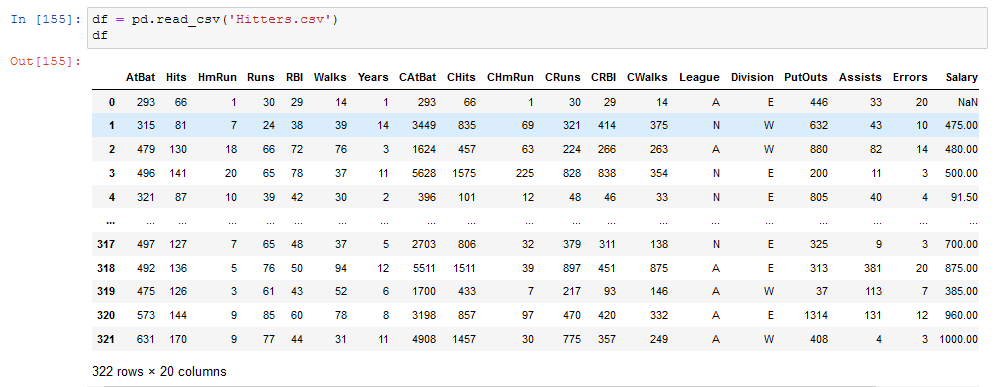 In [155]: df = pd.read_csv('Hitters.csv')
df
Out[155]:
AtBat Hits HmRun Runs RBI Walks Years CAtBat CHits CHmRun CRuns CRBI CWalks League Division PutOuts Assists Errors Salary
0 293 66 1 30 29 14 1 293 66 1 30 29 14 A E 446 33 20 NaN
1 315 81 7 24 38 39 14 3449 835 69 321 414 375 N W 632 43 10 475.00
2 479 130 18 66 72 76 3 1624 457 63 224 266 263 A W 880 82 14 480.00
3 496 141 20 65 78 37 11 5628 1575 225 828 838 354 N E 200 11 3 500.00
4 321 87 10 39 42 30 2 396 101 12 48 46 33 N E 805 40 4 91.50
... ... ... ... ... ... ... ... ... ... ... ... ... ... ... ... ... ... ... ...
317 497 127 7 65 48 37 5 2703 806 32 379 311 138 N E 325 9 3 700.00
318 492 136 5 76 50 94 12 5511 1511 39 897 451 875 A E 313 381 20 875.00
319 475 126 3 61 43 52 6 1700 433 7 217 93 146 A W 37 113 7 385.00
320 573 144 9 85 60 78 8 3198 857 97 470 420 332 A E 1314 131 12 960.00
321 631 170 9 77 44 31 11 4908 1457 30 775 357 249 A W 408 4 3 1000.00
322 rows × 20 columns